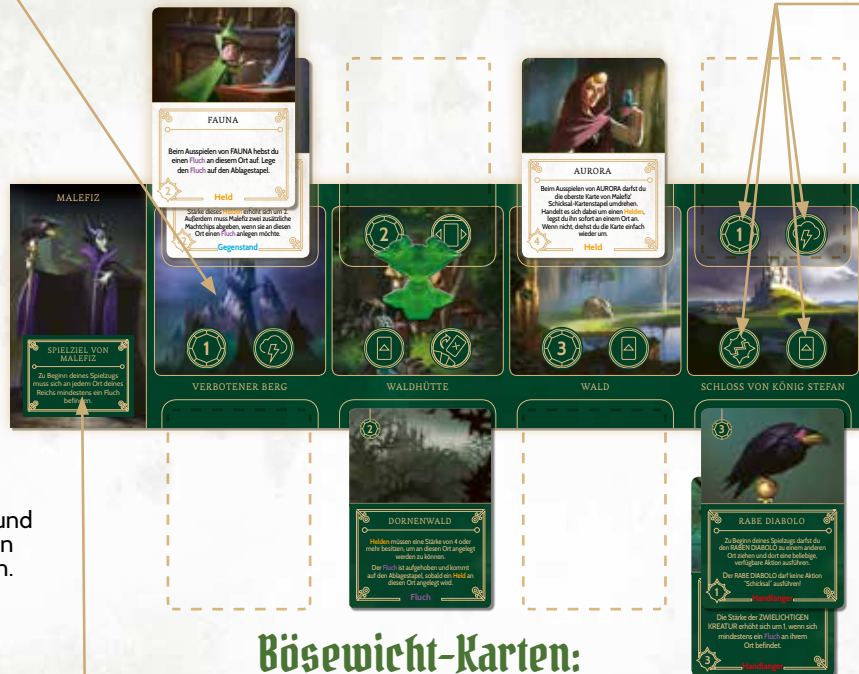 FAUNA
Beim Ausspielen von FAUNA hebst du
einen Fluch an diesem Ort auf. Lege
den Fluch auf den Ablagestapel.
2
Held
Stärke dieses Helden erhöht sich um 2.
Außerdem muss Malefiz zwei zusätzliche
Machtchips abgeben, wenn sie an diesen
Ort einen Fluch anlegen möchte.
Gegenstand
AURORA
Beim Ausspielen von AURORA darfst du
die oberste Karte von Malefiz'
Schicksal-Kartenstapel umdrehen.
Handelt es sich dabei um einen Helden,
legst du ihn sofort an einem Ort an.
Wenn nicht, drehst du die Karte einfach
wieder um.
4
Held
MALEFIZ
SPIELZIEL VON
MALEFIZ
Zu Beginn deines Spielzugs
muss sich an jedem Ort deines
Reichs mindestens ein Fluch
befinden.
1
VERBOTENER BERG
2
WALDHÜTTE
3
WALD
1
SCHLOSS VON KÖNIG STEFAN
und
n
n.
2
DORNENWALD
Helden müssen eine Stärke von 4 oder
mehr besitzen, um an diesen Ort angelegt
werden zu können.
Der Fluch ist aufgehoben und kommt
auf den Ablagestapel, sobald ein Held an
diesen Ort angelegt wird.
Fluch
3
RABE DIABOLO
Zu Beginn deines Spielzugs darfst du
den RABEN DIABOLO zu einem anderen
Ort ziehen und dort eine beliebige,
verfügbare Aktion ausführen.
Der RABE DIABOLO darf keine Aktion
"Schicksal" ausführen!
1
Handlanger
Die Stärke der ZWIELICHTIGEN
KREATUR erhöht sich um 1, wenn sich
mindestens ein Fluch an ihrem
Ort befindet.
3
Handlanger
Bösewicht-Karten: